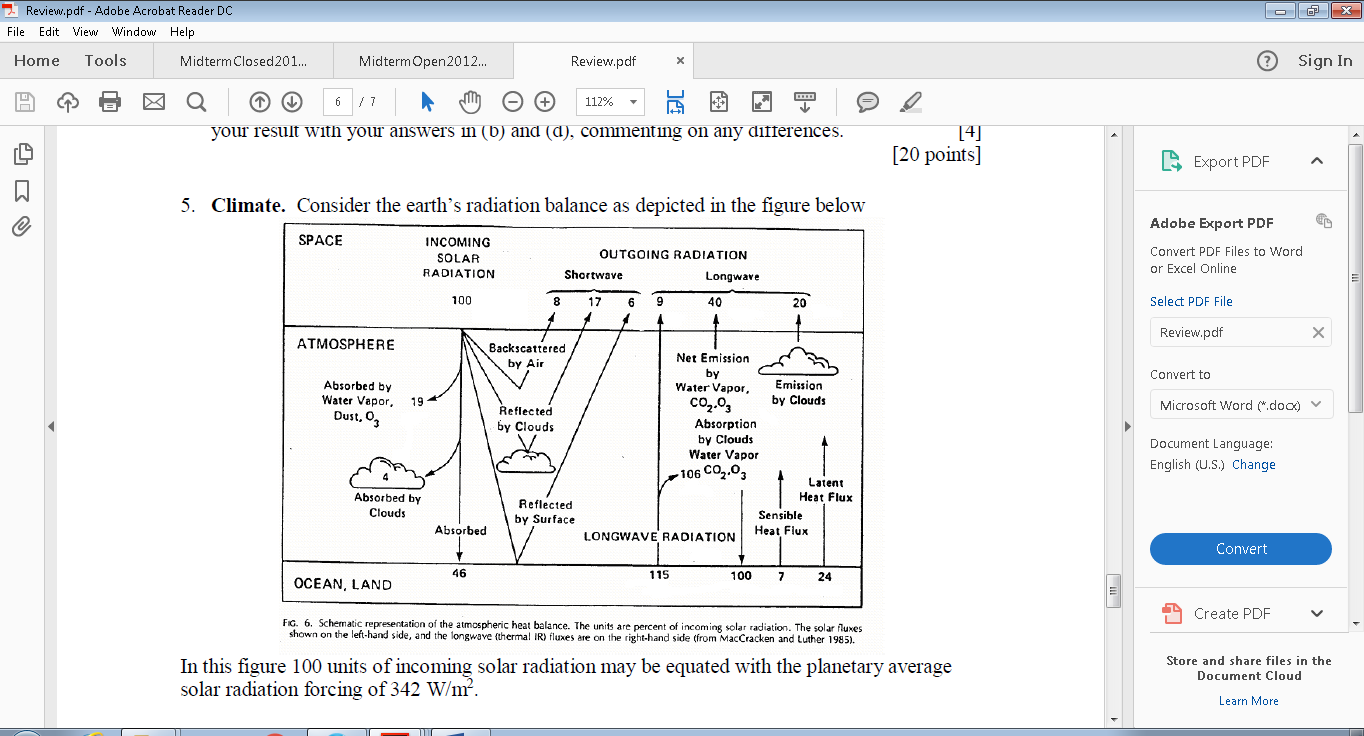 Review.pdf - Adobe Acrobat Reader DC
File Edit View Window Help
Home Tools MidtermClosed201... MidtermOpen2012... Review.pdf × Sign In
6 / 7 112%
your result with your answers in (b) and (d), commenting on any differences. [4]
[20 points]
5. Climate. Consider the earth's radiation balance as depicted in the figure below
SPACE
INCOMING
SOLAR
RADIATION
100
OUTGOING RADIATION
Shortwave Longwave
8 17 6 9 40 20
ATMOSPHERE
Backscattered
by Air
Absorbed by
Water Vapor, 19
Dust, O3
Reflected
by Clouds
4
Absorbed by
Clouds
Absorbed
Reflected
by Surface
Net Emission
by
Water Vapor,
CO2,O3
Emission
by Clouds
Absorption
by Clouds
Water Vapor
106 CO2,O3
Latent
Heat Flux
Sensible
Heat Flux
LONGWAVE RADIATION
46 115 100 7 24
OCEAN, LAND
FIG. 6. Schematic representation of the atmospheric heat balance. The units are percent of incoming solar radiation. The solar fluxes
shown on the left-hand side, and the longwave (thermal IR) fluxes are on the right-hand side (from MacCracken and Luther 1985).
In this figure 100 units of incoming solar radiation may be equated with the planetary average
solar radiation forcing of 342 W/m2.
Export PDF
Adobe Export PDF
Convert PDF Files to Word
or Excel Online
Select PDF File
Review.pdf
Convert to
Microsoft Word (*.docx)
Document Language:
English (U.S.) Change
Convert
Create PDF
Store and share files in the
Document Cloud
Learn More